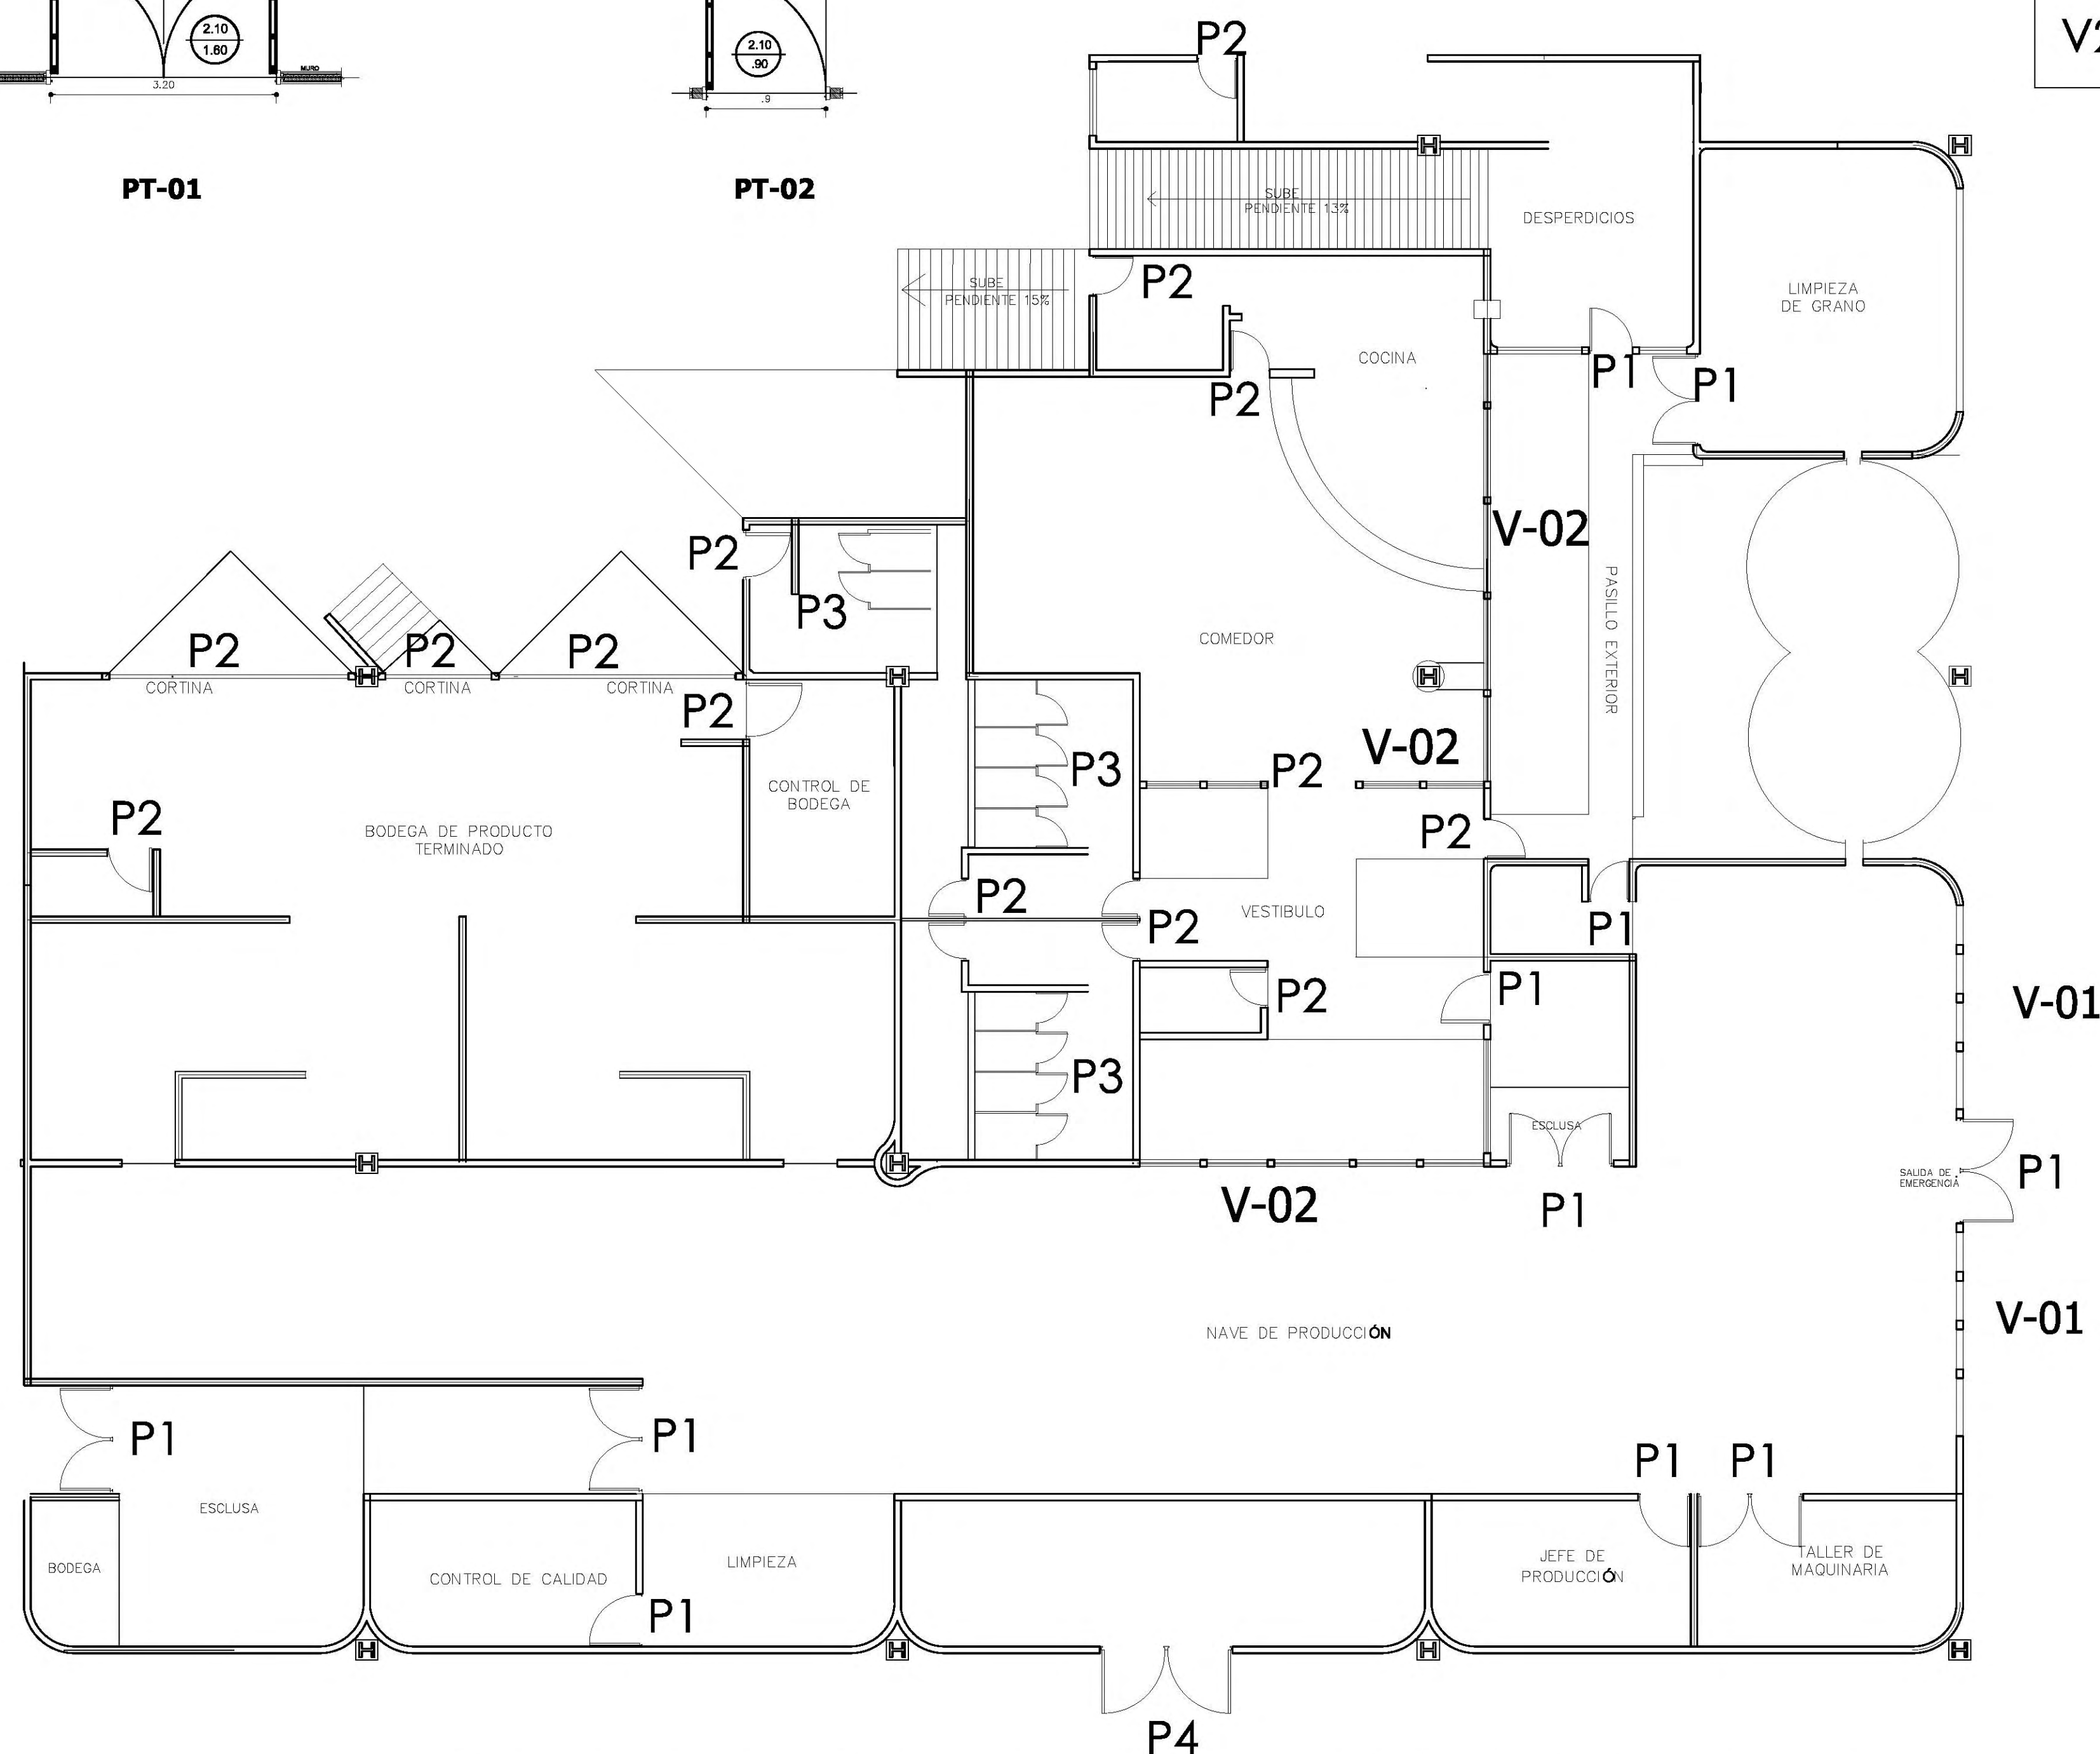 2.10
1.60
MURO
3.20
PT-01
2.10
.90
.9
PT-02
P2
SUBE
PENDIENTE 13%
DESPERDICIOS
LIMPIEZA
DE GRANO
P2
SUBE
PENDIENTE 15%
COCINA
P2
P1
P1
V-02
PASILLO EXTERIOR
P2
P3
COMEDOR
P2
P2
P2
CORTINA
CORTINA
CORTINA
P2
V-02
P3
P2
CONTROL DE
BODEGA
P2
BODEGA DE PRODUCTO
TERMINADO
P2
P2
VESTIBULO
P2
P1
P2
P1
V-01
P3
ESCLUSA
SALIDA DE
EMERGENCIA
P1
V-02
P1
NAVE DE PRODUCCIÓN
V-01
P1
P1
P1
P1
ESCLUSA
BODEGA
CONTROL DE CALIDAD
LIMPIEZA
JEFE DE
PRODUCCIÓN
TALLER DE
MAQUINARIA
P1
P4